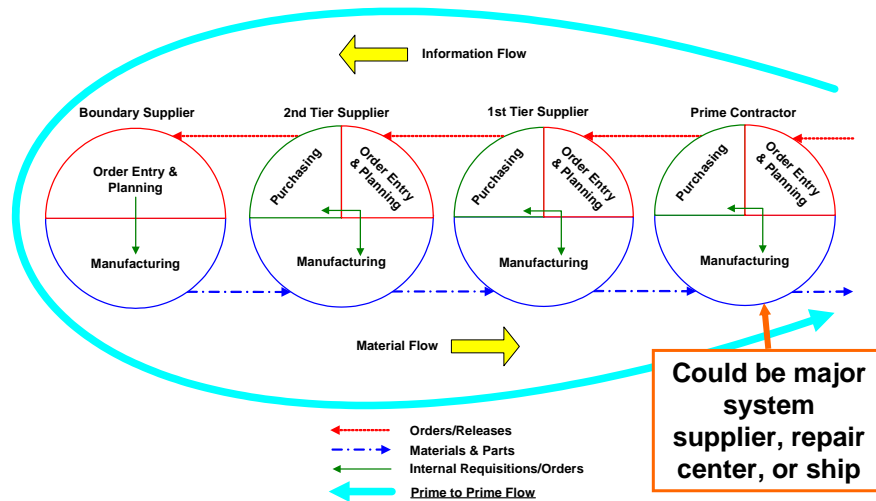 Information Flow
Boundary Supplier
2nd Tier Supplier
1st Tier Supplier
Prime Contractor
Order Entry &
Planning
Manufacturing
Purchasing
Order Entry
& Planning
Manufacturing
Purchasing
Order Entry
& Planning
Manufacturing
Purchasing
Order Entry
& Planning
Manufacturing
Material Flow
Could be major
system
supplier, repair
center, or ship
Orders/Releases
Materials & Parts
Internal Requisitions/Orders
Prime to Prime Flow